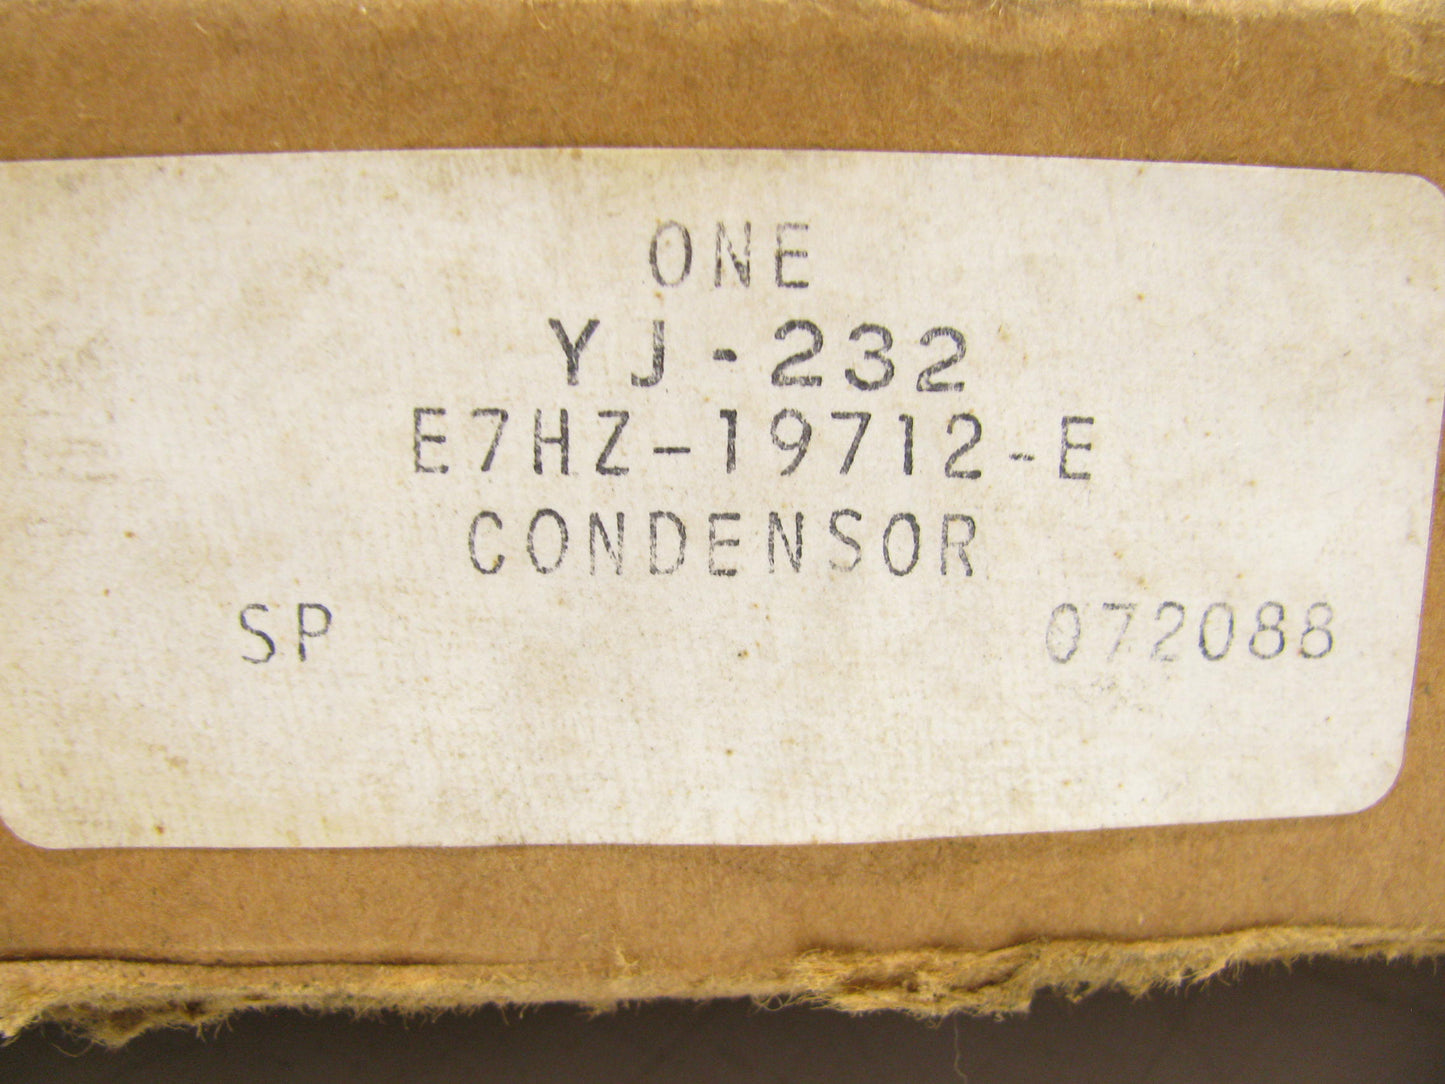 ONE
YJ-232
E7HZ-19712-E
CONDENSOR
SP 072088